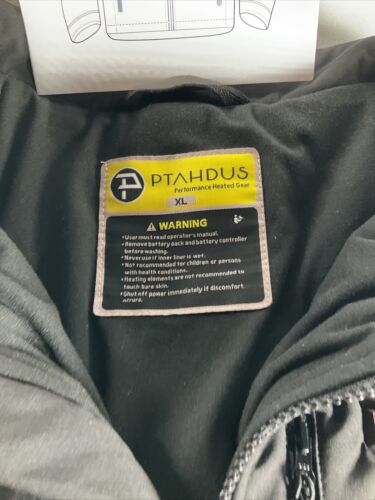 PTAHDUS
Performance Heated Gear
XL
WARNING
•User must read operator's manual.
•Remove battery pack and battery controller
before washing.
•Never use if inner liner is wet.
•Not recommended for children or persons
with health conditions.
•Heating elements are not recommended to
touch bare skin.
•Shut off power immediately if discomfort
occurs.